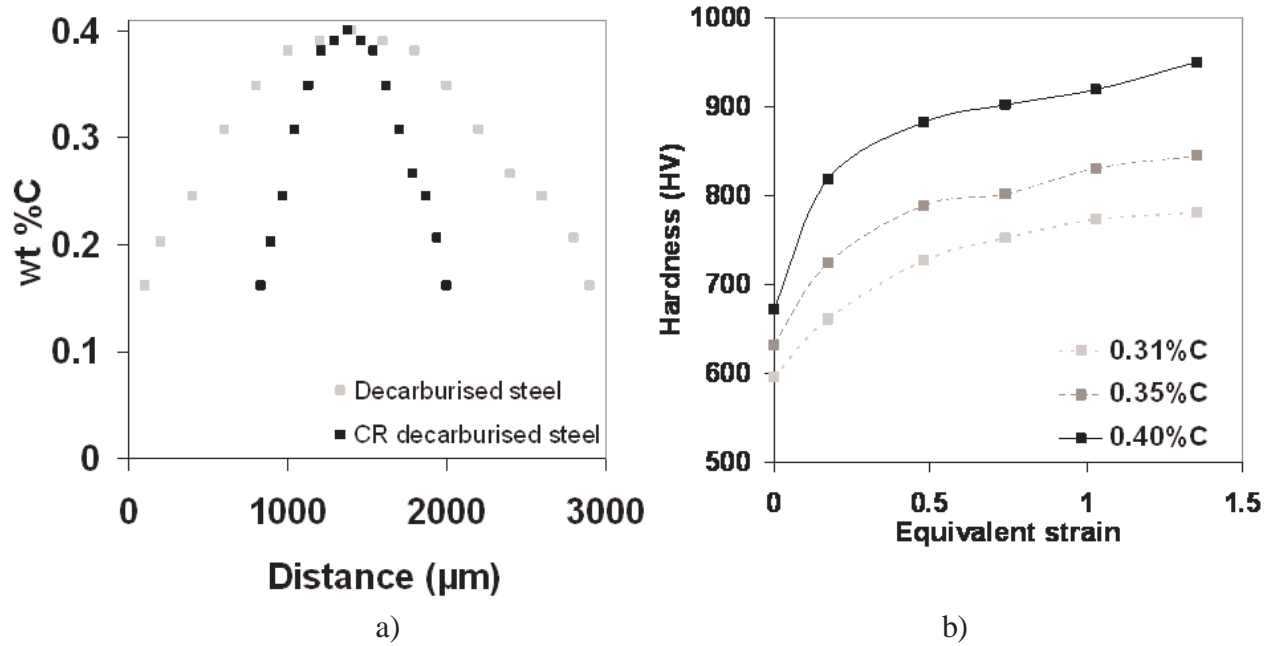 0.4
0.3
0.2
0.1
0
wt %C
Decarburised steel
CR decarburised steel
0 1000 2000 3000
Distance (µm)
a)
1000
900
800
700
600
500
Hardness (HV)
0.31%C
0.35%C
0.40%C
0 0.5 1 1.5
Equivalent strain
b)